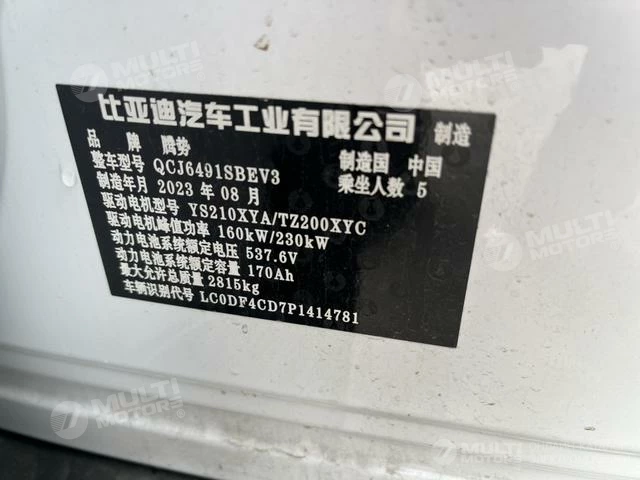 比亚迪汽车工业有限公司 制造
品 牌 腾势
整车型号 QCJ6491SBEV3 制造国 中国
制造年月 2023 年 08 月 乘坐人数 5
驱动电机型号 YS210XYA/TZ200XYC
驱动电机峰值功率 160kW/230kW
动力电池系统额定电压 537.6V
动力电池系统额定容量 170Ah
最大允许总质量 2815kg
车辆识别代号 LC0DF4CD7P1414781
MULTI MOTORS
MULTI MOTORS
MULTI MOTORS®
MULTI MOTORS